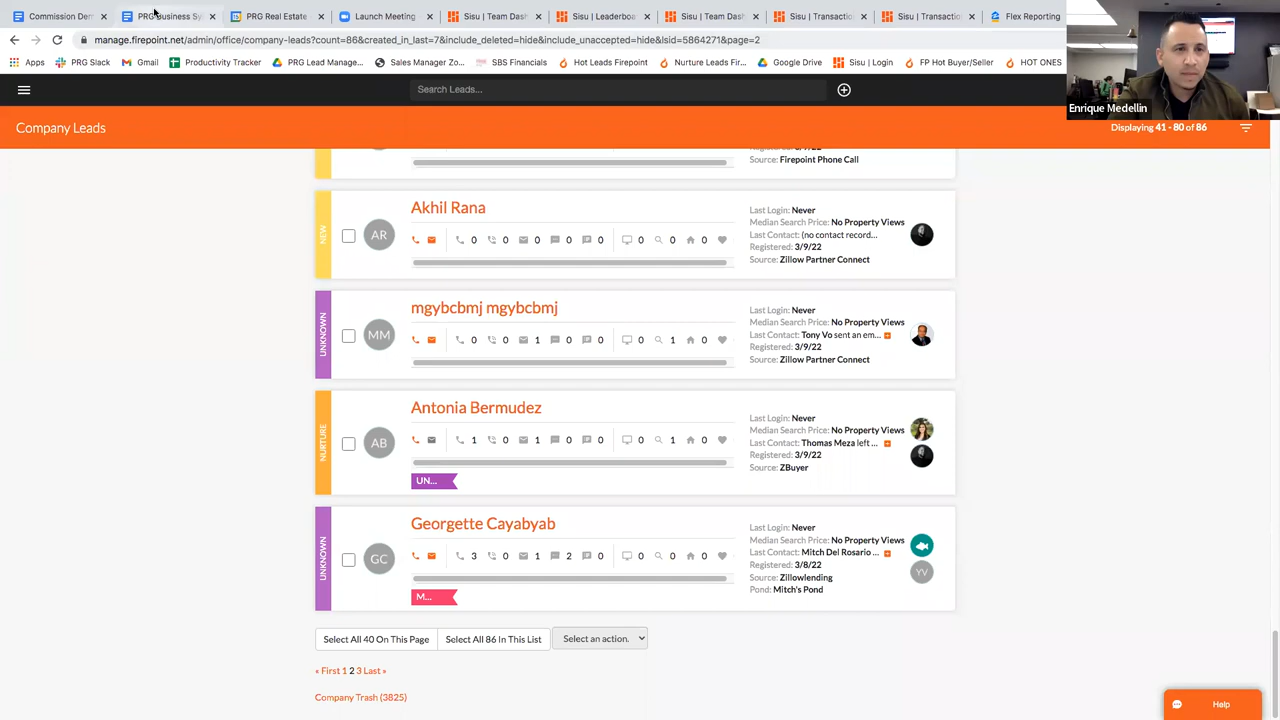 Commission Dem
PRG Business Sy
PRG Real Estate
Launch Meeting
Sisu | Team Dash
Sisu | Leaderboa
Sisu | Team Dash
Sisu | Transactio
Sisu | Transactio
Flex Reporting
manage.firepoint.net/admin/office/company-leads?
Apps
PRG Slack
Gmail
Productivity Tracker
PRG Lead Manage...
Sales Manager Zo...
SBS Financials
Hot Leads Firepoint
Nurture Leads Fir...
Google Drive
Sisu | Login
FP Hot Buyer/Seller
HOT ONES
Enrique Medellin
Search Leads...
Company Leads
Displaying 41 - 80 of 86
Source: Firepoint Phone Call
NEW
AR
Akhil Rana
0 0 0 0 0 0 0 0
Last Login: Never
Median Search Price: No Property Views
Last Contact: (no contact record...
Registered: 3/9/22
Source: Zillow Partner Connect
UNKNOWN
MM
mgybcbmj mgybcbmj
0 0 1 0 0 0 1 0
Last Login: Never
Median Search Price: No Property Views
Last Contact: Tony Vo sent an em...
Registered: 3/9/22
Source: Zillow Partner Connect
NURTURE
AB
Antonia Bermudez
1 0 1 0 0 0 1 0
UN...
Last Login: Never
Median Search Price: No Property Views
Last Contact: Thomas Meza left ...
Registered: 3/9/22
Source: ZBuyer
UNKNOWN
GC
Georgette Cayabyab
3 0 1 2 0 0 0 0
M...
Last Login: Never
Median Search Price: No Property Views
Last Contact: Mitch Del Rosario ...
Registered: 3/8/22
Source: Zillowlending
Pond: Mitch's Pond
YV
Select All 40 On This Page
Select All 86 In This List
Select an action.
« First 1 2 3 Last »
Company Trash (3825)
Help